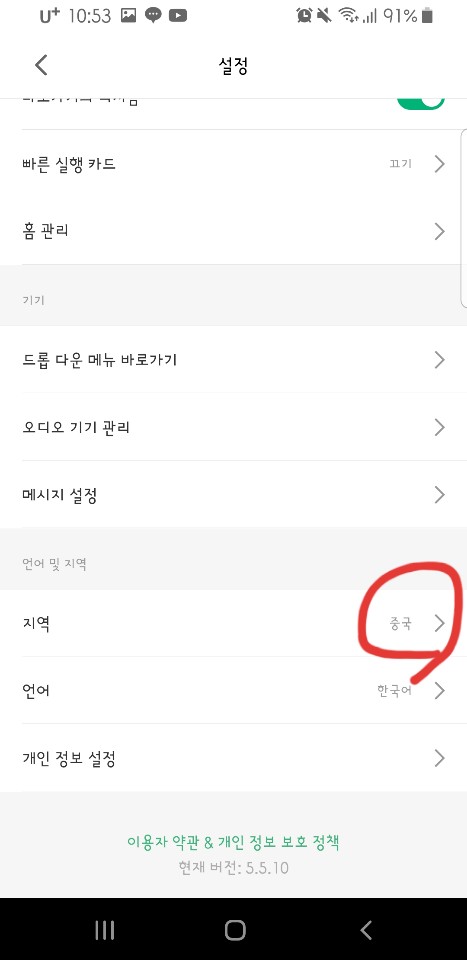 U+ 10:53 91%
설정
빠른 실행 카드 끄기
홈 관리
기기
드롭 다운 메뉴 바로가기
오디오 기기 관리
메시지 설정
언어 및 지역
지역 중국
언어 한국어
개인 정보 설정
이용자 약관 & 개인 정보 보호 정책
현재 버전: 5.5.10